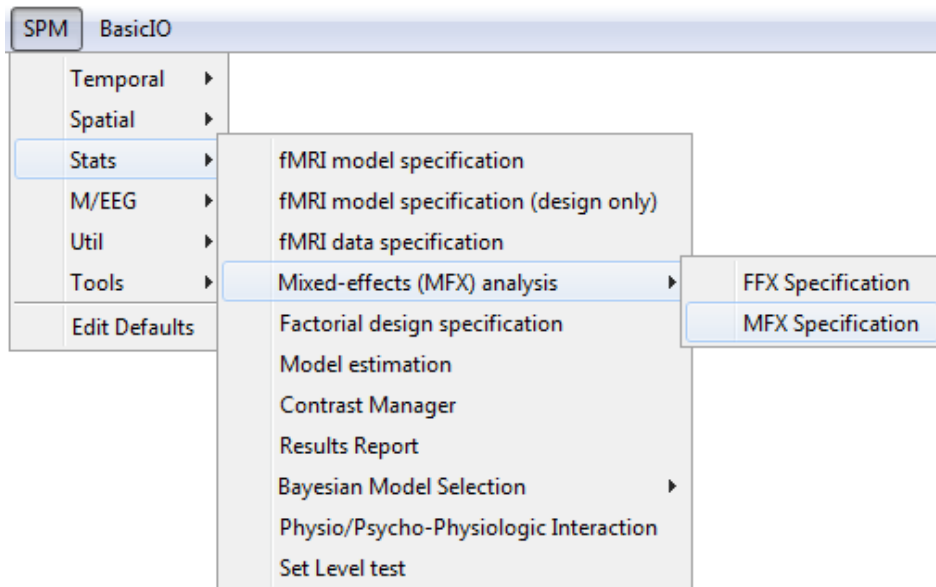 SPM BasicIO
Temporal
Spatial
Stats
M/EEG
Util
Tools
Edit Defaults
fMRI model specification
fMRI model specification (design only)
fMRI data specification
Mixed-effects (MFX) analysis
Factorial design specification
Model estimation
Contrast Manager
Results Report
Bayesian Model Selection
Physio/Psycho-Physiologic Interaction
Set Level test
FFX Specification
MFX Specification